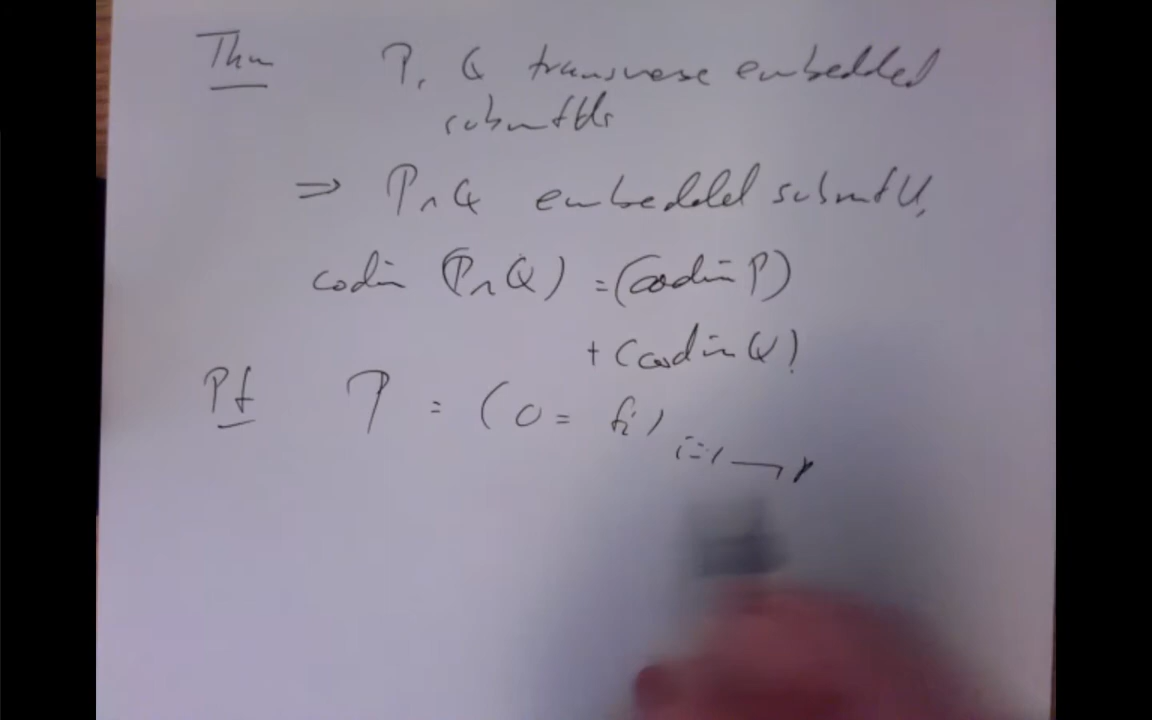 Thm P, Q transverse embedded
submflds
⇒ P ∩ Q embedded submfld,
codim (P ∩ Q) = (codim P)
+ (codim Q)
Pf P = (0 = fi) i=1 → r